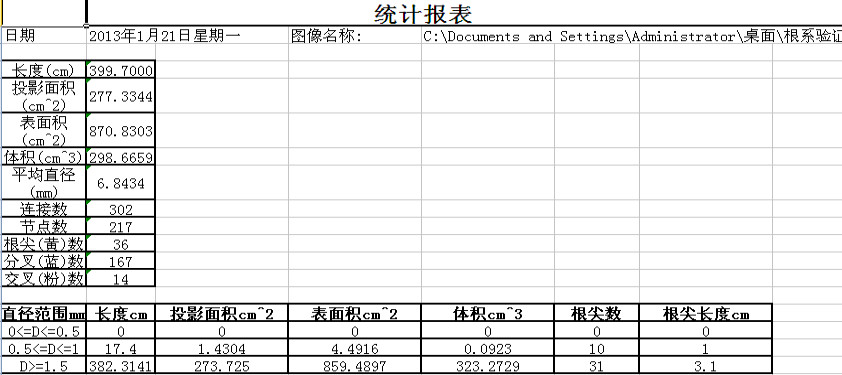 统计报表
日期 2013年1月21日星期一 图像名称: C:\Documents and Settings\Administrator\桌面\根系验证
长度(cm) 399.7000
投影面积(cm^2) 277.3344
表面积(cm^2) 870.8303
体积(cm^3) 298.6659
平均直径(mm) 6.8434
连接数 302
节点数 217
根尖(黄)数 36
分叉(蓝)数 167
交叉(粉)数 14
直径范围mm 长度cm 投影面积cm^2 表面积cm^2 体积cm^3 根尖数 根尖长度cm
0<=D<=0.5 0 0 0 0 0 0
0.5<=D<=1 17.4 1.4304 4.4916 0.0923 10 1
D>=1.5 382.3141 273.725 859.4897 323.2729 31 3.1